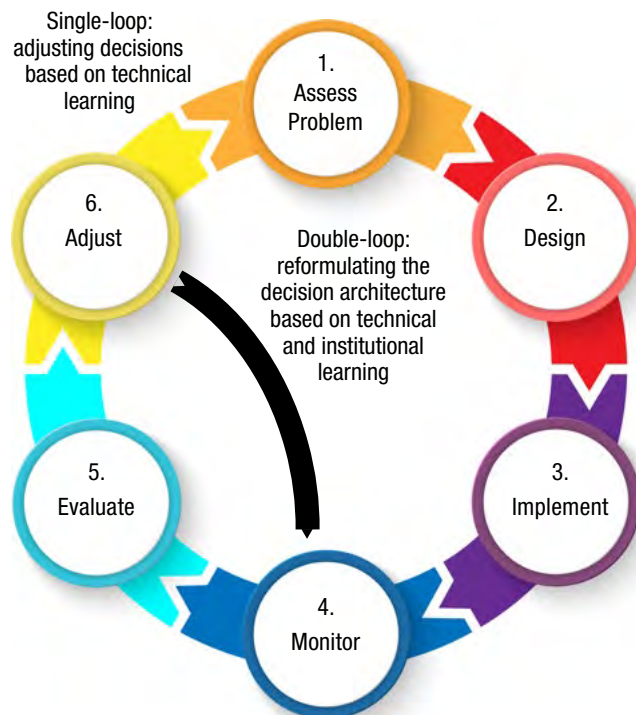 Single-loop:
adjusting decisions
based on technical
learning
1.
Assess
Problem
2.
Design
3.
Implement
4.
Monitor
5.
Evaluate
6.
Adjust
Double-loop:
reformulating the
decision architecture
based on technical
and institutional
learning